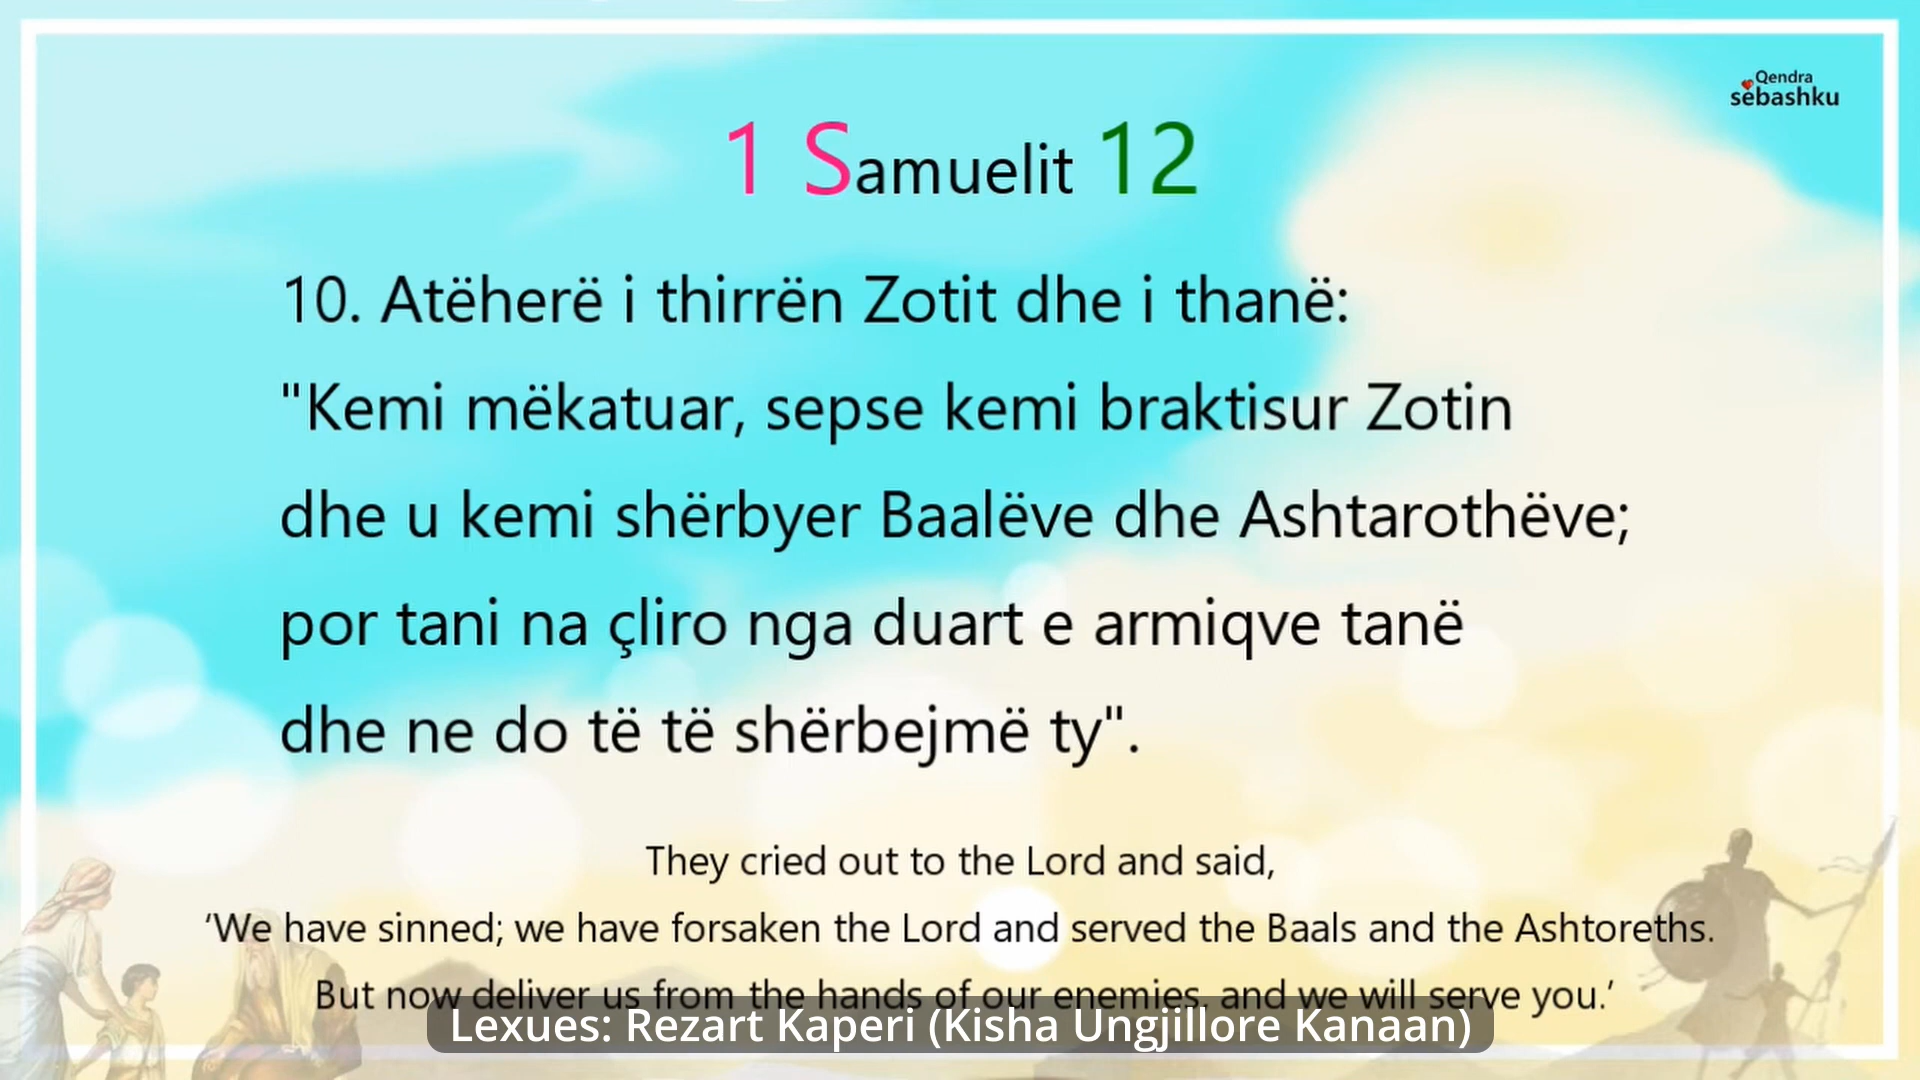 Qendra
sëbashku
1 Samuelit 12
10. Atëherë i thirrën Zotit dhe i thanë:
"Kemi mëkatuar, sepse kemi braktisur Zotin
dhe u kemi shërbyer Baalëve dhe Ashtarothëve;
por tani na çliro nga duart e armiqve tanë
dhe ne do të të shërbejmë ty".
They cried out to the Lord and said,
'We have sinned; we have forsaken the Lord and served the Baals and the Ashtoreths.
But now deliver us from the hands of our enemies, and we will serve you.'
Lexues: Rezart Kaperi (Kisha Ungjillore Kanaan)